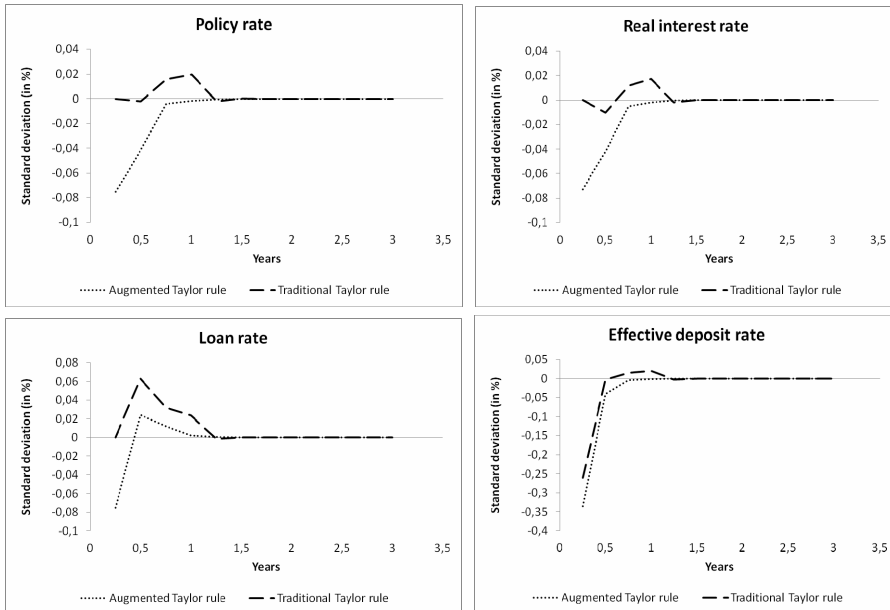 Policy rate
Standard deviation (in %)
0,04
0,02
0
-0,02
-0,04
-0,06
-0,08
-0,1
0 0,5 1 1,5 2 2,5 3 3,5
Years
Augmented Taylor rule Traditional Taylor rule
Real interest rate
Standard deviation (in %)
0,04
0,02
0
-0,02
-0,04
-0,06
-0,08
-0,1
0 0,5 1 1,5 2 2,5 3 3,5
Years
Augmented Taylor rule Traditional Taylor rule
Loan rate
Standard deviation (in %)
0,08
0,06
0,04
0,02
0
-0,02
-0,04
-0,06
-0,08
-0,1
0 0,5 1 1,5 2 2,5 3 3,5
Years
Augmented Taylor rule Traditional Taylor rule
Effective deposit rate
Standard deviation (in %)
0,05
0
-0,05
-0,1
-0,15
-0,2
-0,25
-0,3
-0,35
-0,4
0 0,5 1 1,5 2 2,5 3 3,5
Years
Augmented Taylor rule Traditional Taylor rule